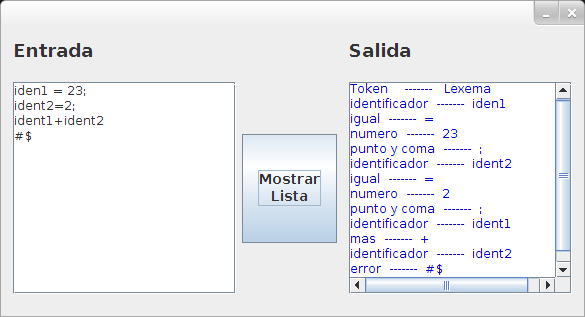 Entrada
iden1 = 23;
ident2=2;
ident1+ident2
#$
Mostrar
Lista
Salida
Token ------- Lexema
identificador ------- iden1
igual ------- =
numero ------- 23
punto y coma ------- ;
identificador ------- ident2
igual ------- =
numero ------- 2
punto y coma ------- ;
identificador ------- ident1
mas ------- +
identificador ------- ident2
error ------- #$